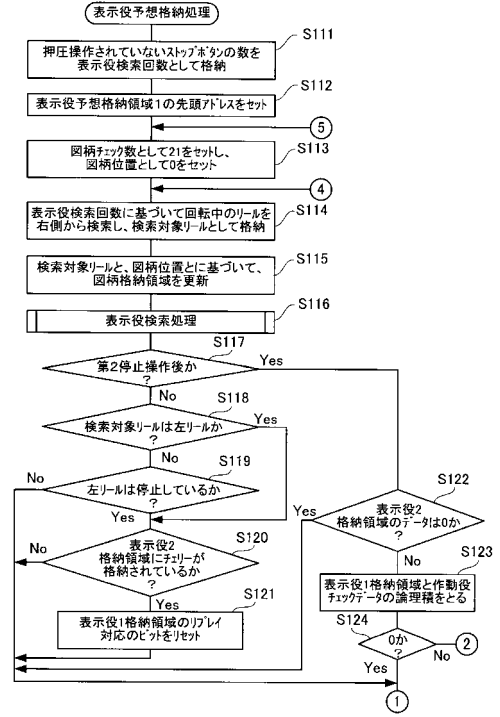 表示役予想格納処理
S111
押圧操作されていないストップボタンの数を
表示役検索回数として格納
S112
表示役予想格納領域1の先頭アドレスをセット
5
S113
図柄チェック数として21をセットし、
図柄位置として0をセット
4
S114
表示役検索回数に基づいて回転中のリールを
右側から検索し、検索対象リールとして格納
S115
検索対象リールと、図柄位置とに基づいて、
図柄格納領域を更新
S116
表示役検索処理
S117
第2停止操作後か
?
Yes
No
S118
検索対象リールは左リールか
?
Yes
No
S119
左リールは停止しているか
?
No
Yes
S120
表示役2
格納領域にチェリーが
格納されているか
?
No
Yes
S121
表示役1格納領域のリプレイ
対応のビットをリセット
S122
表示役2
格納領域のデータは0か
?
Yes
No
S123
表示役1格納領域と作動役
チェックデータの論理積をとる
S124
0か
?
No
2
Yes
1